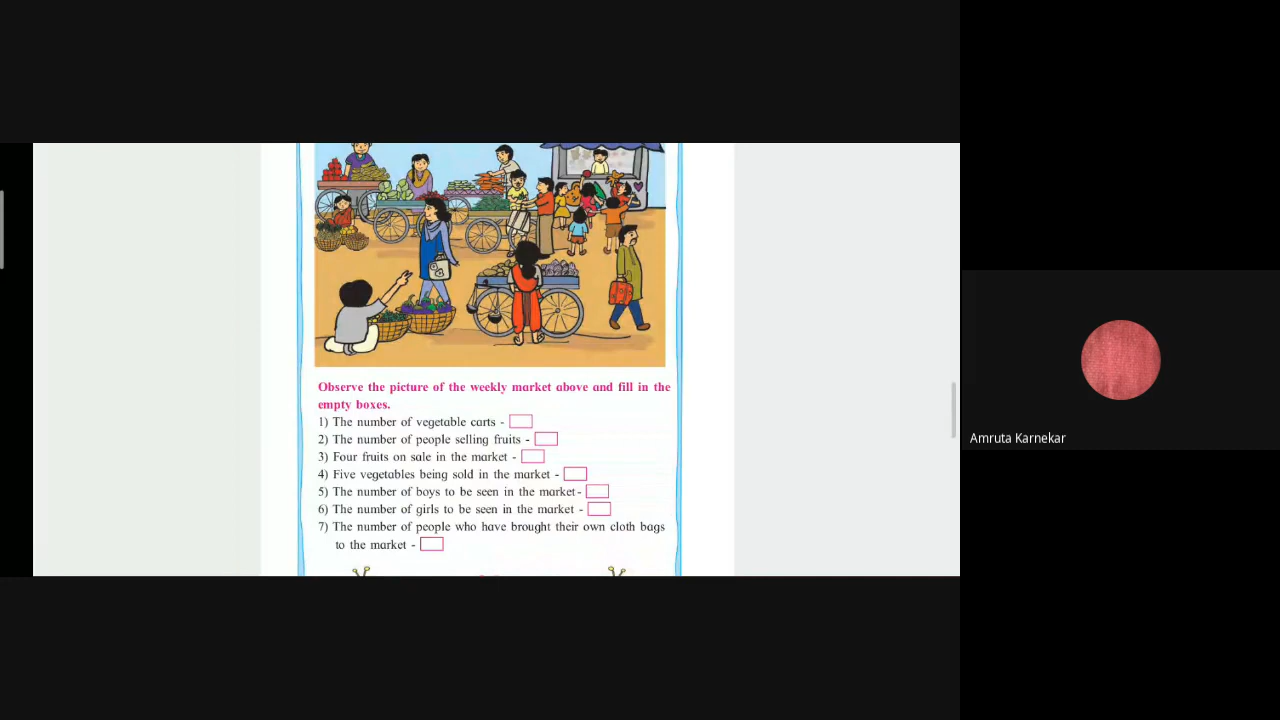 Observe the picture of the weekly market above and fill in the
empty boxes.
1) The number of vegetable carts -
2) The number of people selling fruits -
3) Four fruits on sale in the market -
4) Five vegetables being sold in the market -
5) The number of boys to be seen in the market-
6) The number of girls to be seen in the market -
7) The number of people who have brought their own cloth bags
to the market -
Amruta Karnekar